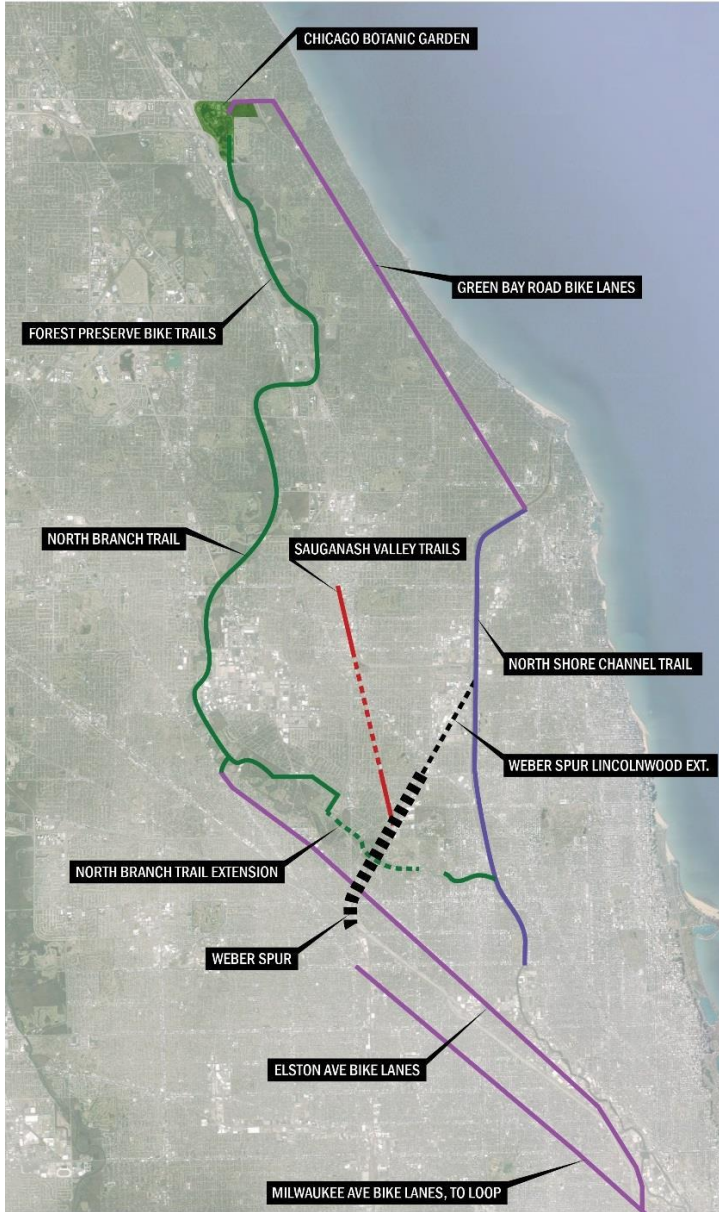 CHICAGO BOTANIC GARDEN
GREEN BAY ROAD BIKE LANES
FOREST PRESERVE BIKE TRAILS
NORTH BRANCH TRAIL
SAUGANASH VALLEY TRAILS
NORTH SHORE CHANNEL TRAIL
WEBER SPUR LINCOLNWOOD EXT.
NORTH BRANCH TRAIL EXTENSION
WEBER SPUR
ELSTON AVE BIKE LANES
MILWAUKEE AVE BIKE LANES, TO LOOP